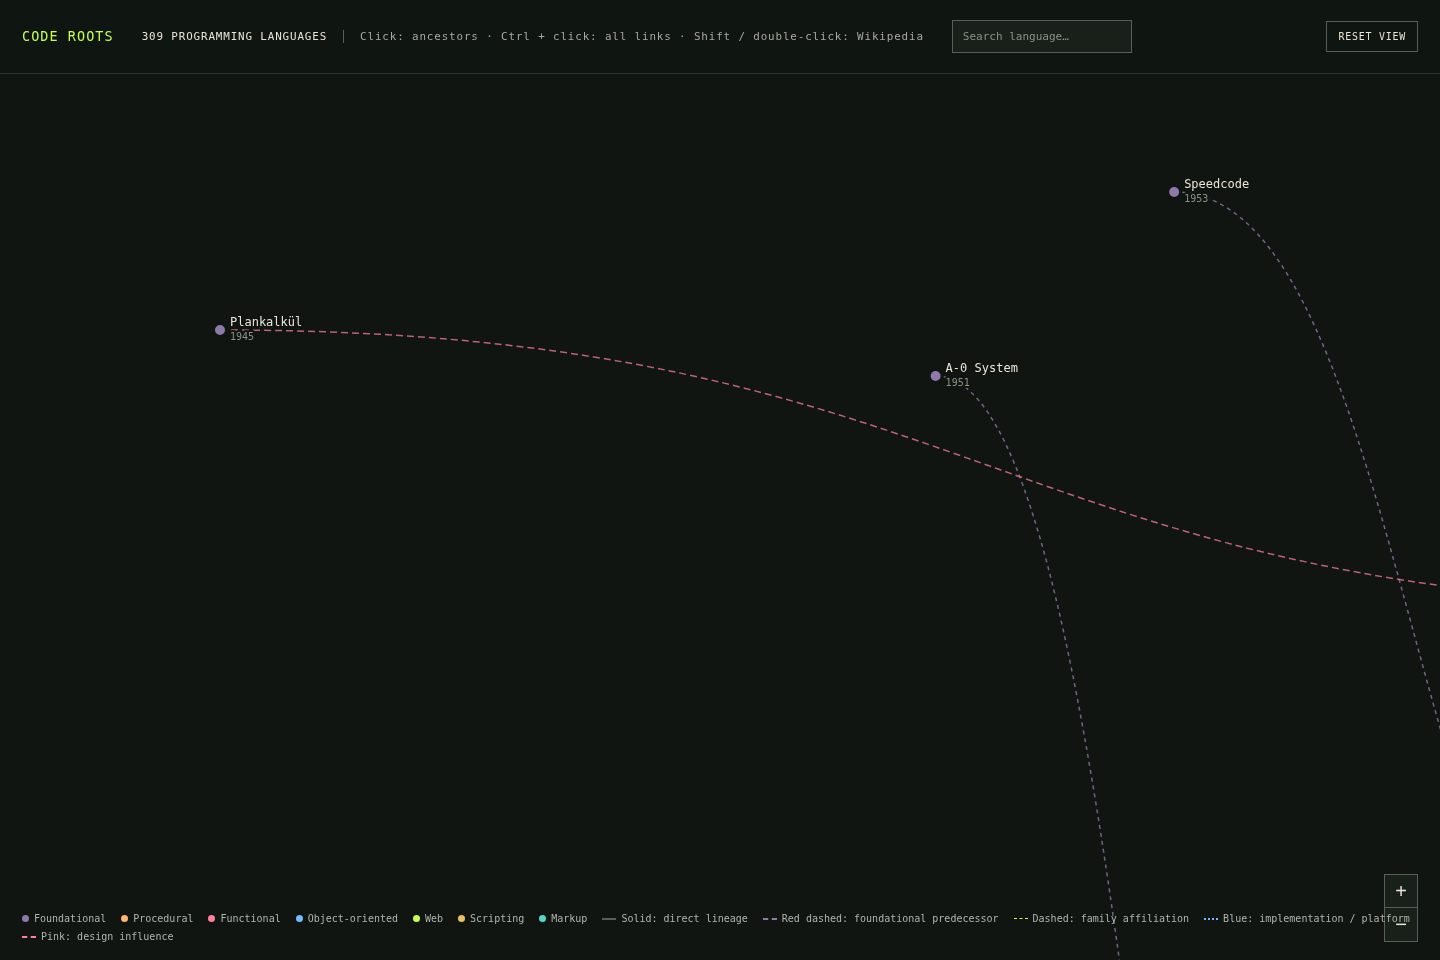 CODE ROOTS
309 PROGRAMMING LANGUAGES
Click: ancestors · Ctrl + click: all links · Shift / double-click: Wikipedia
Search language…
RESET VIEW
Speedcode
1953
Plankalkül
1945
A-0 System
1951
+
−
Foundational
Procedural
Functional
Object-oriented
Web
Scripting
Markup
Solid: direct lineage
Red dashed: foundational predecessor
Dashed: family affiliation
Blue: implementation / platform
Pink: design influence